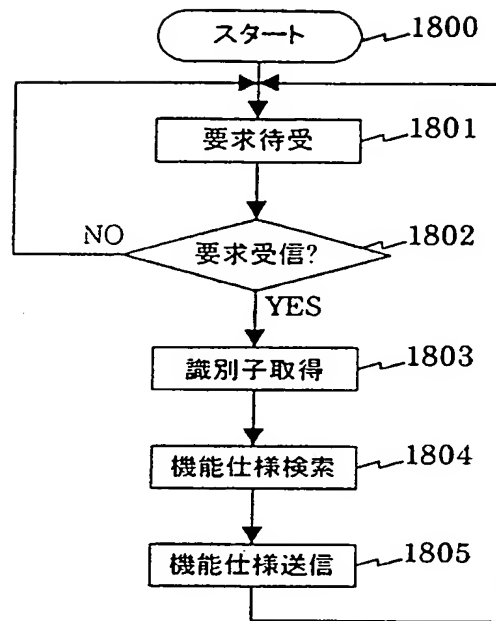 スタート 1800
要求待受 1801
要求受信? 1802
NO
YES
識別子取得 1803
機能仕様検索 1804
機能仕様送信 1805